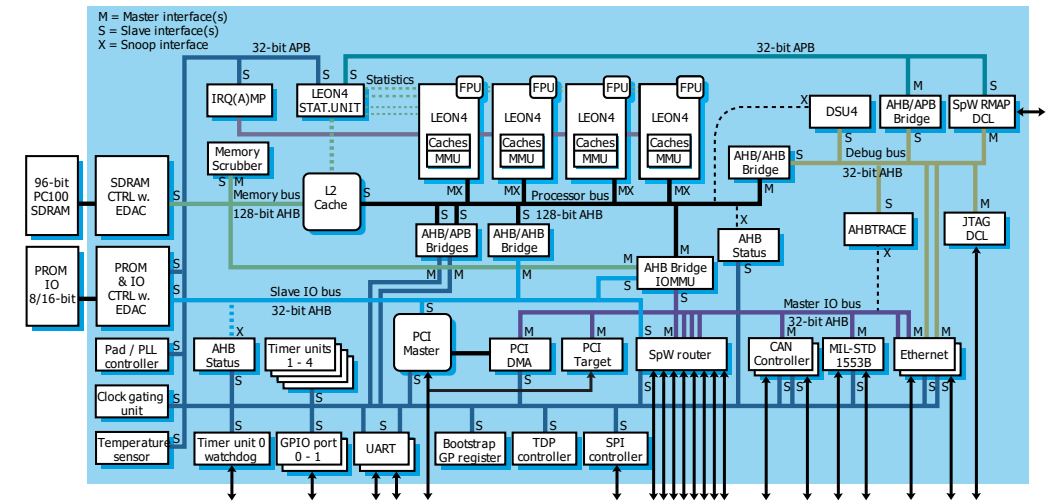 M = Master interface(s)
S = Slave interface(s)
X = Snoop interface
32-bit APB
32-bit APB
S
S
S
M
S
Statistics
IRQ(A)MP
LEON4
STAT.UNIT
FPU
FPU
FPU
FPU
LEON4
LEON4
LEON4
LEON4
Caches
MMU
Caches
MMU
Caches
MMU
Caches
MMU
X
DSU4
AHB/APB
Bridge
SpW RMAP
DCL
S
S
M
Memory
Scrubber
S
M
AHB/AHB
Bridge
S
M
Debug bus
32-bit AHB
96-bit
PC100
SDRAM
SDRAM
CTRL w.
EDAC
S
Memory bus
128-bit AHB
L2
Cache
S
MX
MX
MX
MX
Processor bus
128-bit AHB
S
S
S
AHB/APB
Bridges
AHB/AHB
Bridge
M
M
M
X
AHB
Status
S
S
AHBTRACE
X
M
JTAG
DCL
PROM
IO
8/16-bit
PROM
& IO
CTRL w.
EDAC
S
S
M
M
AHB Bridge
IOMMU
S
S
Slave IO bus
32-bit AHB
Master IO bus
32-bit AHB
Pad / PLL
controller
S
X
AHB
Status
S
Timer units
1 - 4
S
S
PCI
Master
S
M
PCI
DMA
S
M
PCI
Target
S
M
SpW router
S
M
CAN
Controller
S
S
M
MIL-STD
1553B
S
M
M
Ethernet
S
S
Clock gating
unit
S
Temperature
sensor
S
S
Timer unit 0
watchdog
S
GPIO port
0 - 1
S
S
UART
S
Bootstrap
GP register
S
TDP
controller
S
SPI
controller